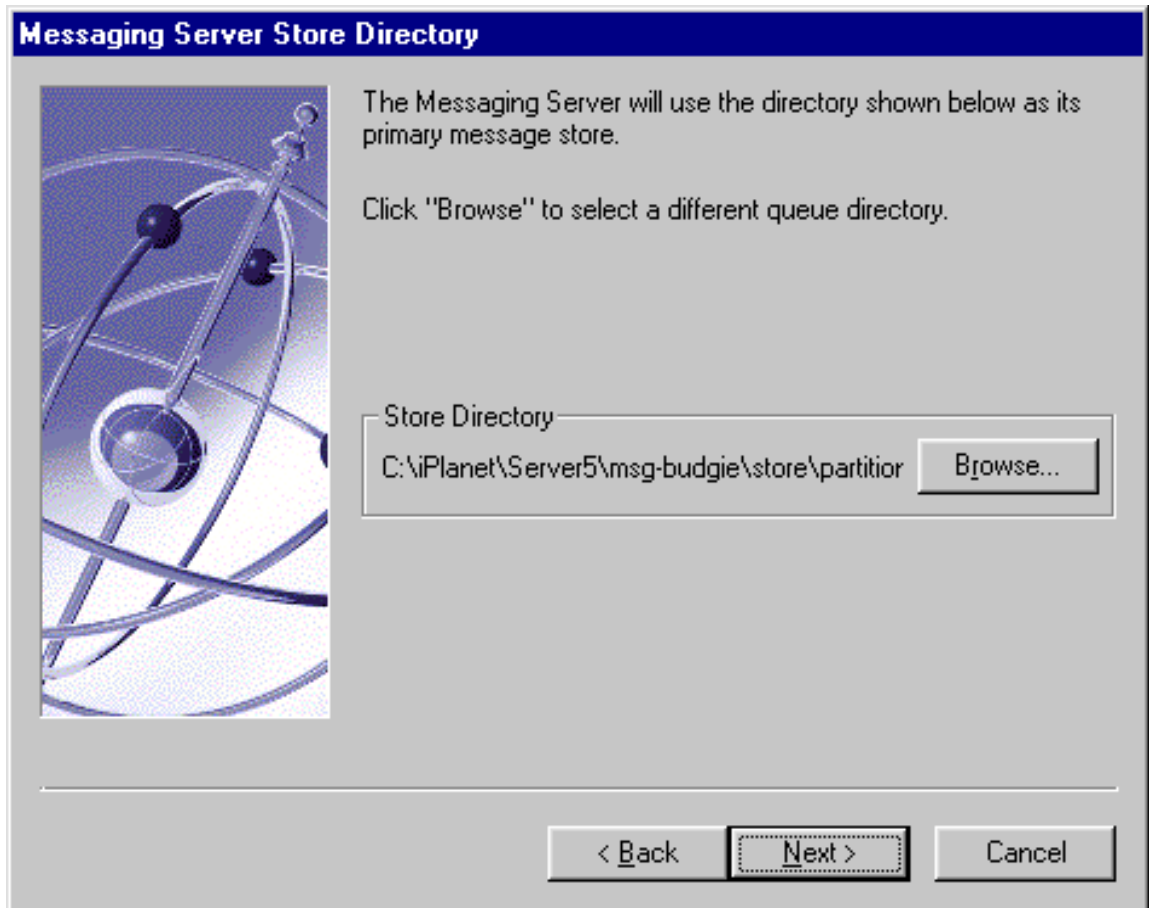 Messaging Server Store Directory
The Messaging Server will use the directory shown below as its
primary message store.
Click "Browse" to select a different queue directory.
Store Directory
C:\iPlanet\Server5\msg-budgie\store\partitior
Browse...
< Back
Next >
Cancel